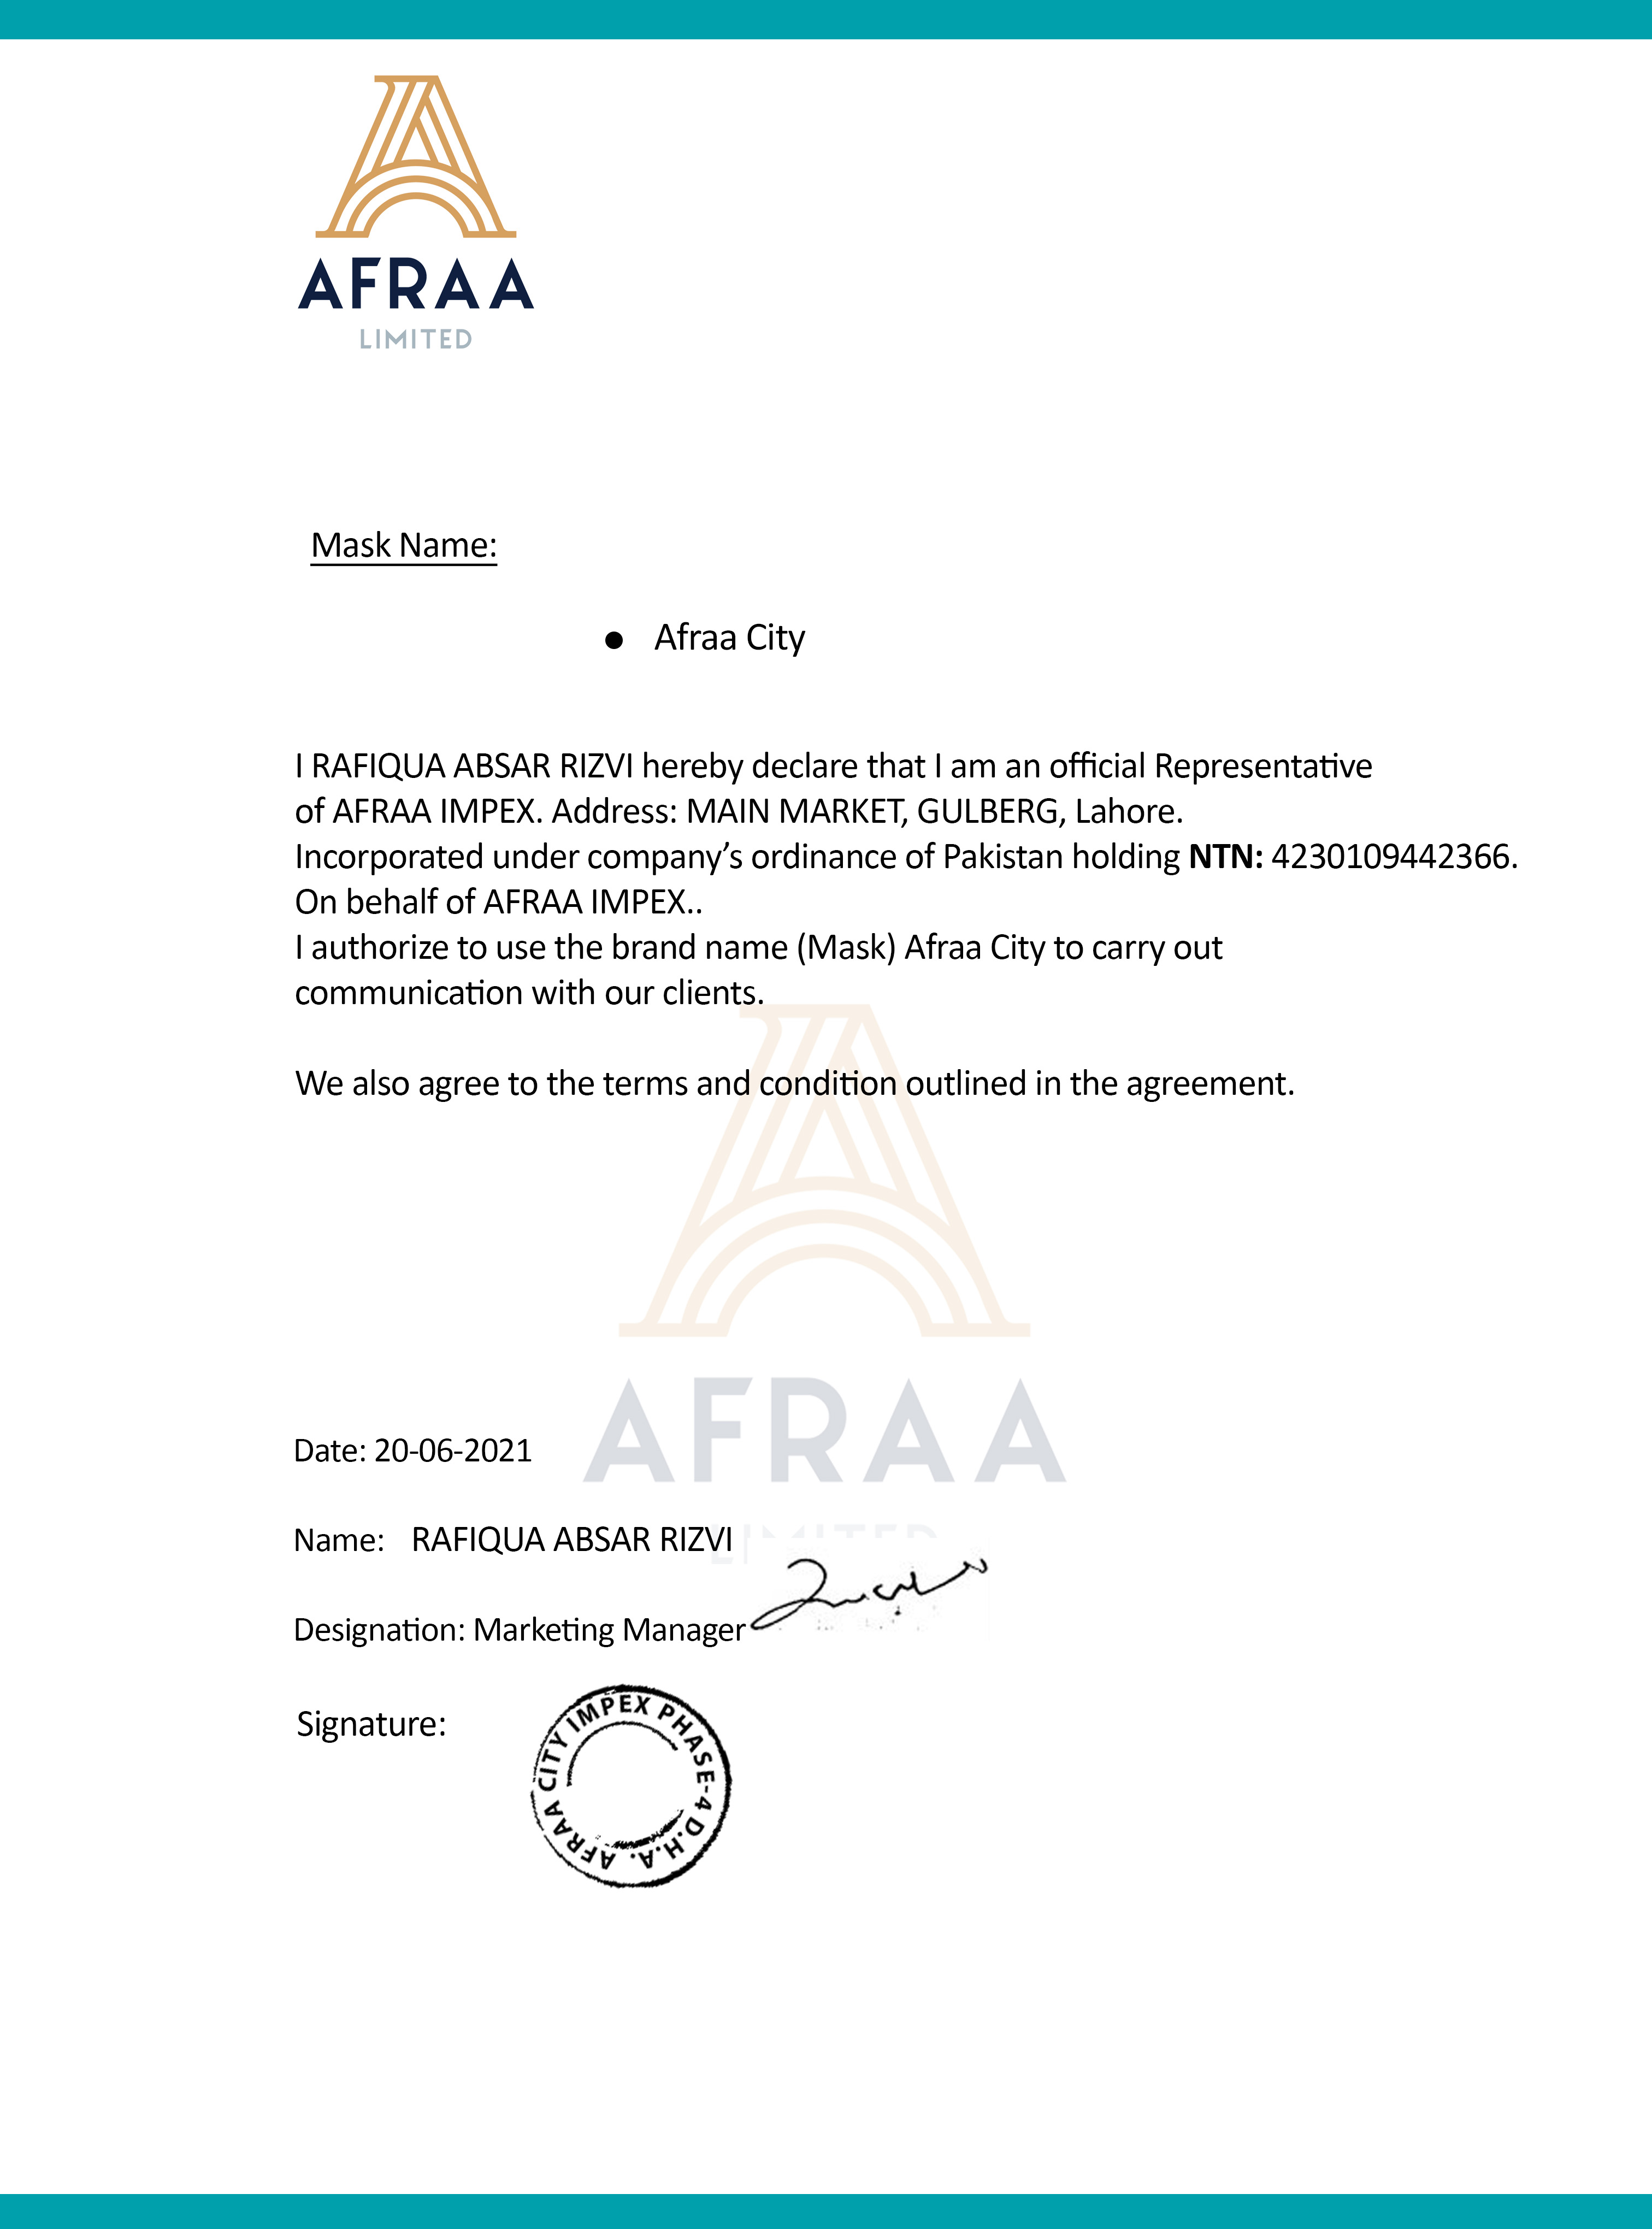 AFRAA
LIMITED
Mask Name:
● Afraa City
I RAFIQUA ABSAR RIZVI hereby declare that I am an official Representative
of AFRAA IMPEX. Address: MAIN MARKET, GULBERG, Lahore.
Incorporated under company’s ordinance of Pakistan holding NTN: 4230109442366.
On behalf of AFRAA IMPEX..
I authorize to use the brand name (Mask) Afraa City to carry out
communication with our clients.
We also agree to the terms and condition outlined in the agreement.
AFRAA
LIMITED
Date: 20-06-2021
Name: RAFIQUA ABSAR RIZVI
Designation: Marketing Manager
Signature:
AFRAA CITY IMPEX PHASE-4 D.H.A.